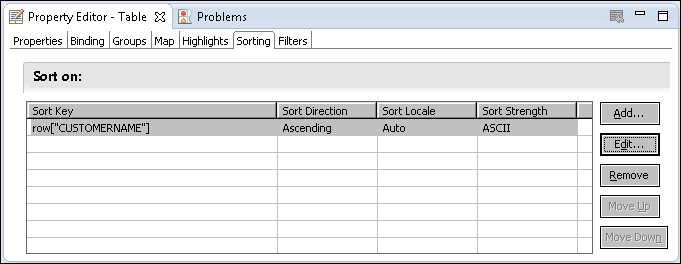 Property Editor - Table Problems
Properties Binding Groups Map Highlights Sorting Filters
Sort on:
Sort Key Sort Direction Sort Locale Sort Strength
row["CUSTOMERNAME"] Ascending Auto ASCII
Add...
Edit...
Remove
Move Up
Move Down